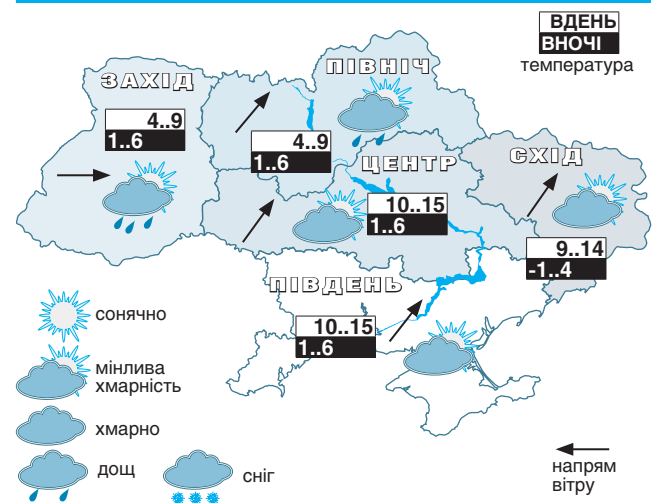 ВДЕНЬ
ВНОЧІ
температура
ЗАХІД
4..9
1..6
ПІВНІЧ
4..9
1..6
ЦЕНТР
10..15
1..6
СХІД
9..14
-1..4
ПІВДЕНЬ
10..15
1..6
сонячно
мінлива
хмарність
хмарно
дощ
сніг
напрям
вітру